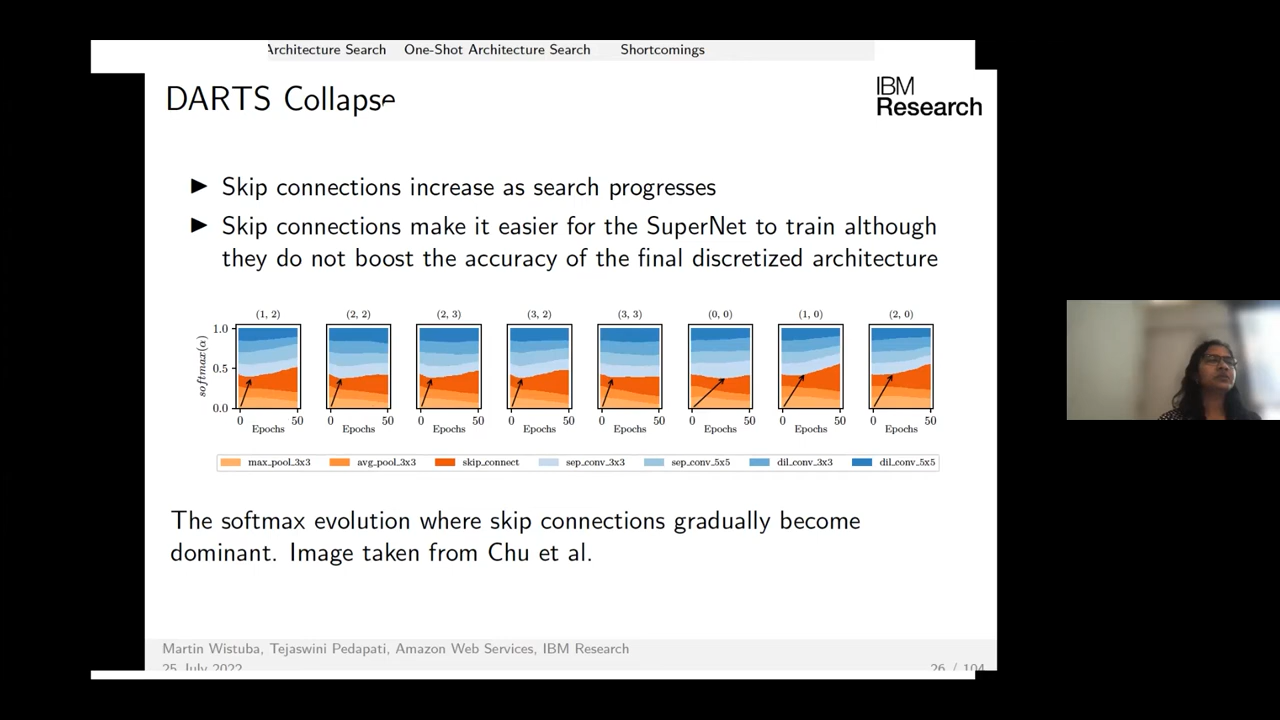 Architecture Search One-Shot Architecture Search Shortcomings
DARTS Collapse
IBM
Research
▶ Skip connections increase as search progresses
▶ Skip connections make it easier for the SuperNet to train although
they do not boost the accuracy of the final discretized architecture
(1, 2) (2, 2) (2, 3) (3, 2) (3, 3) (0, 0) (1, 0) (2, 0)
1.0
0.5
0.0
softmax(α)
0 50 0 50 0 50 0 50 0 50 0 50 0 50 0 50
Epochs Epochs Epochs Epochs Epochs Epochs Epochs Epochs
max_pool_3x3 avg_pool_3x3 skip_connect sep_conv_3x3 sep_conv_5x5 dil_conv_3x3 dil_conv_5x5
The softmax evolution where skip connections gradually become
dominant. Image taken from Chu et al.
Martin Wistuba, Tejaswini Pedapati, Amazon Web Services, IBM Research
25 July 2022 26 / 104